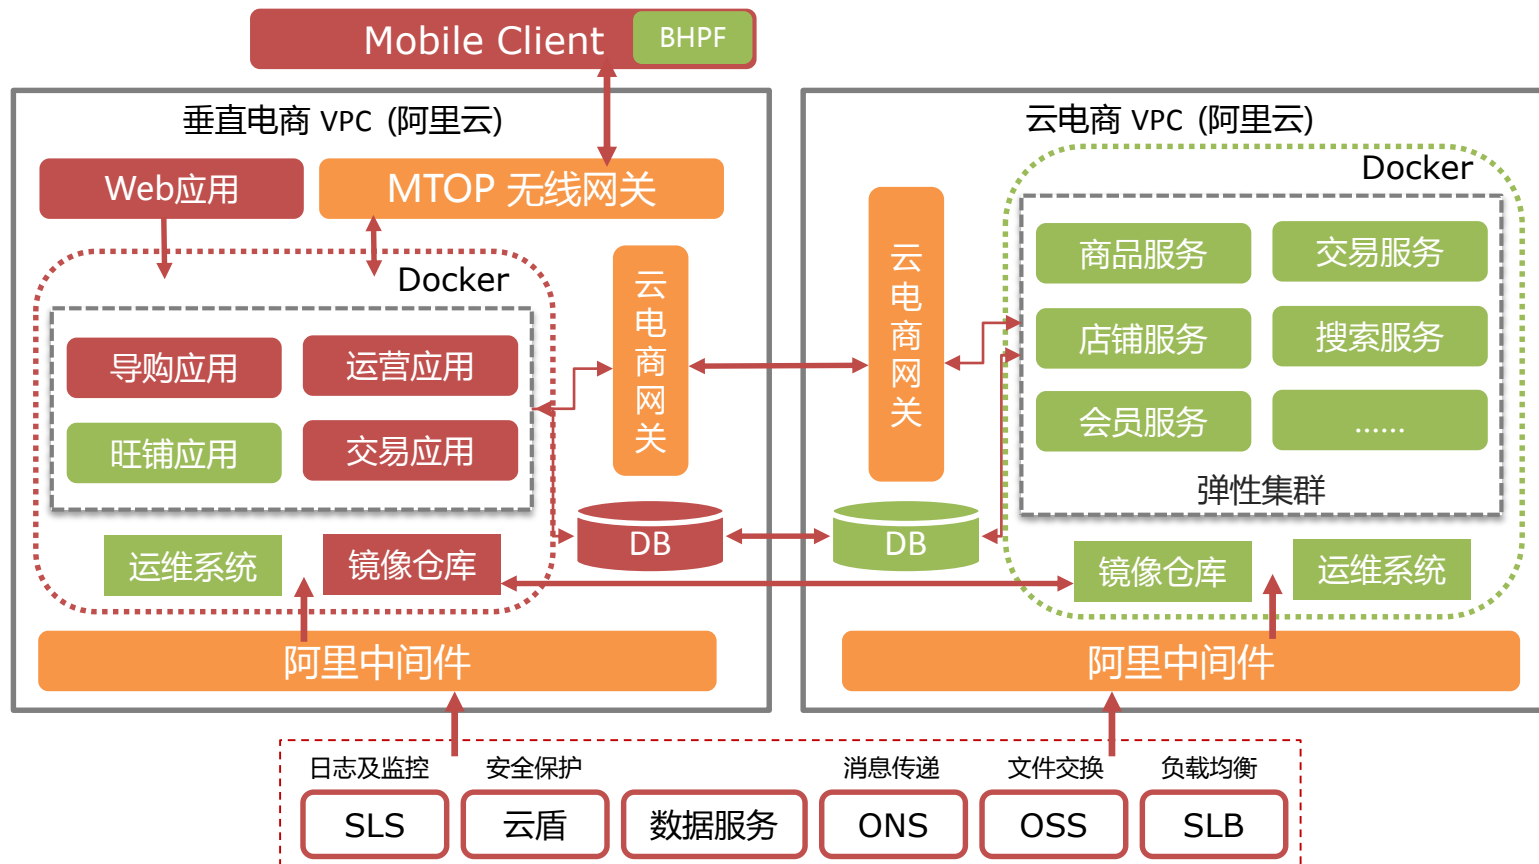 Mobile Client
BHPF
垂直电商 VPC (阿里云)
Web应用
MTOP 无线网关
Docker
导购应用
运营应用
旺铺应用
交易应用
运维系统
镜像仓库
云电商网关
DB
阿里中间件
云电商 VPC (阿里云)
云电商网关
DB
Docker
商品服务
交易服务
店铺服务
搜索服务
会员服务
......
弹性集群
镜像仓库
运维系统
阿里中间件
日志及监控
安全保护
消息传递
文件交换
负载均衡
SLS
云盾
数据服务
ONS
OSS
SLB